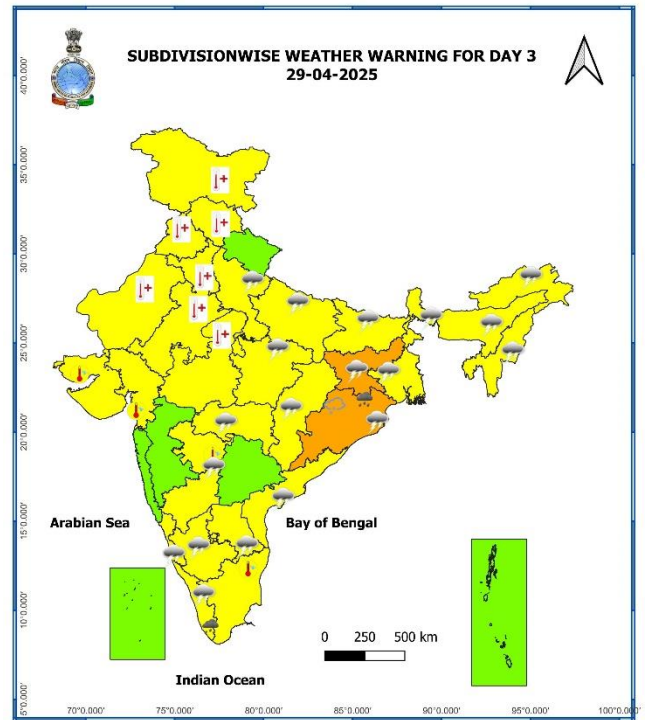 SUBDIVISIONWISE WEATHER WARNING FOR DAY 3
29-04-2025
40°0.000'
35°0.000'
30°0.000'
25°0.000'
20°0.000'
15°0.000'
10°0.000'
5°0.000'
Arabian Sea
Bay of Bengal
0 250 500 km
Indian Ocean
70°0.000' 75°0.000' 80°0.000' 85°0.000' 90°0.000' 95°0.000' 100°0.000'